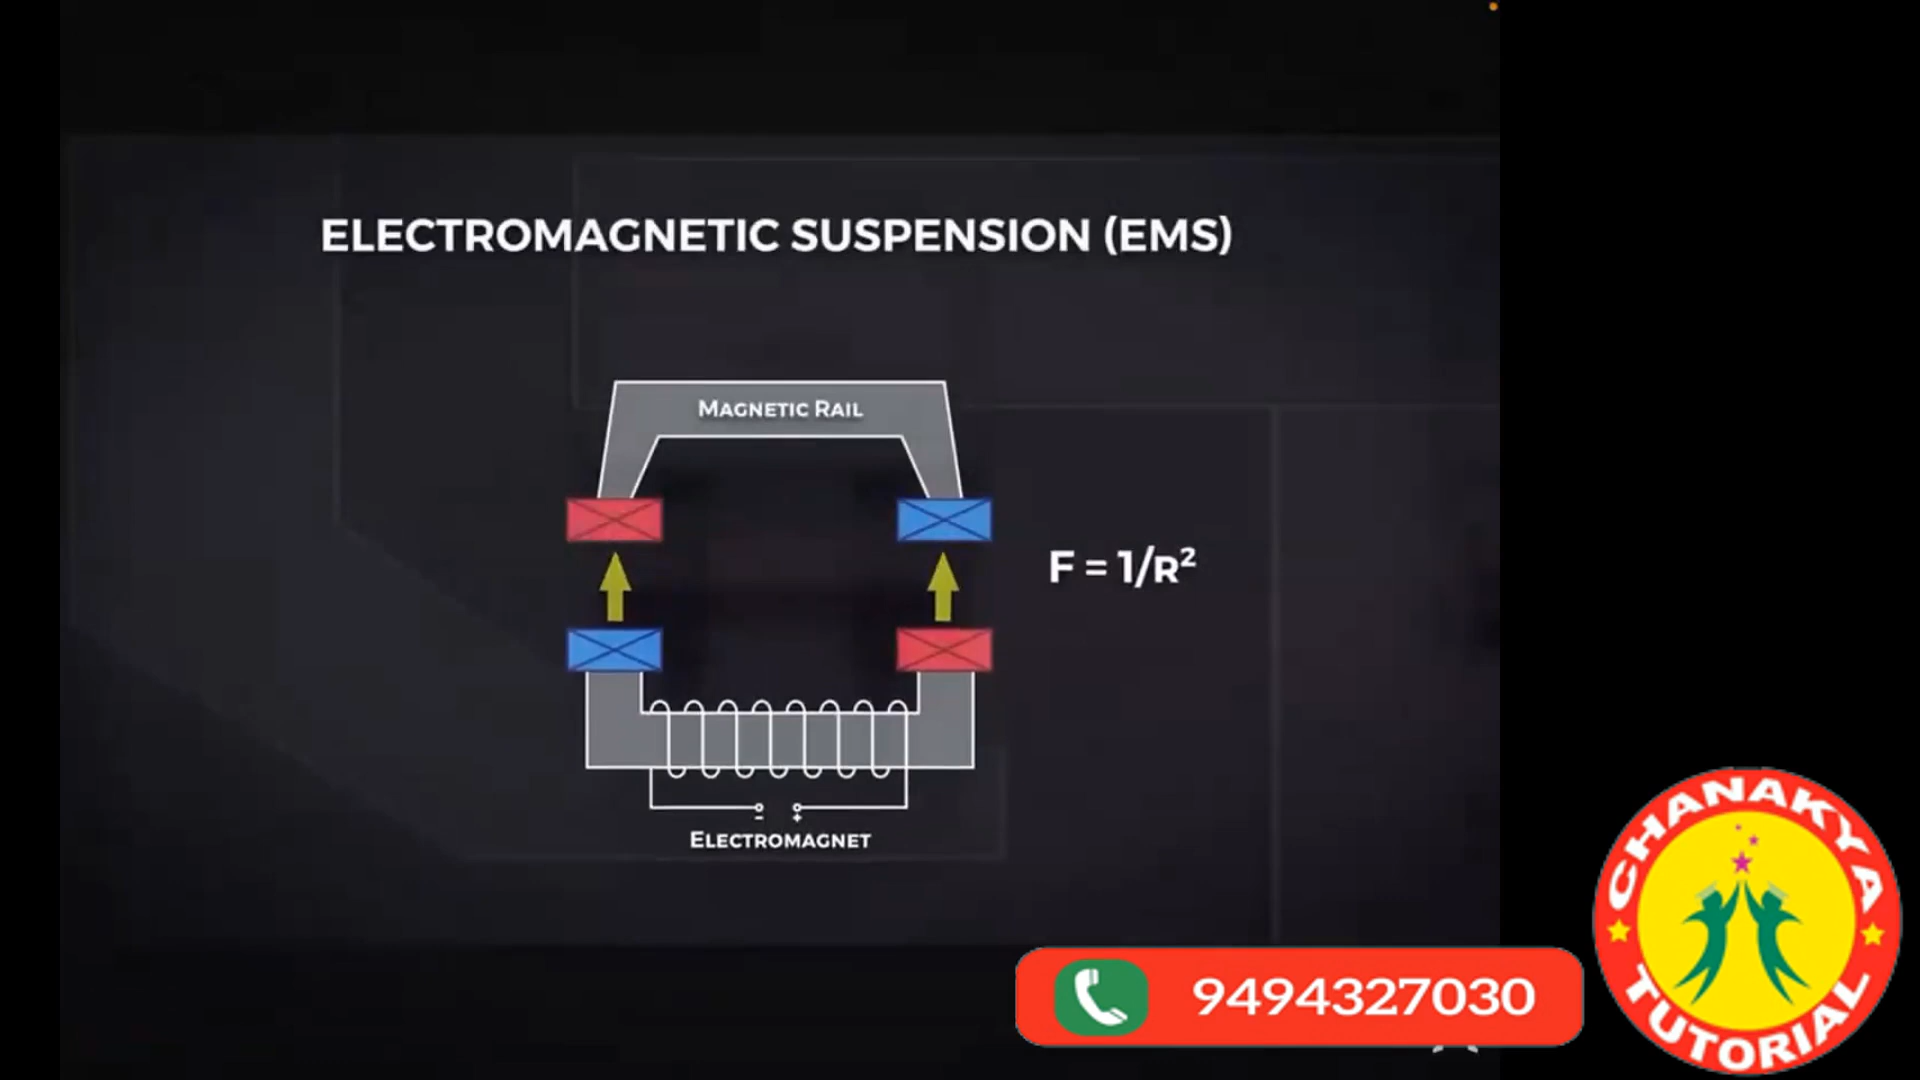 ELECTROMAGNETIC SUSPENSION (EMS)
MAGNETIC RAIL
F = 1/R²
- +
ELECTROMAGNET
9494327030
CHANAKYA
TUTORIAL